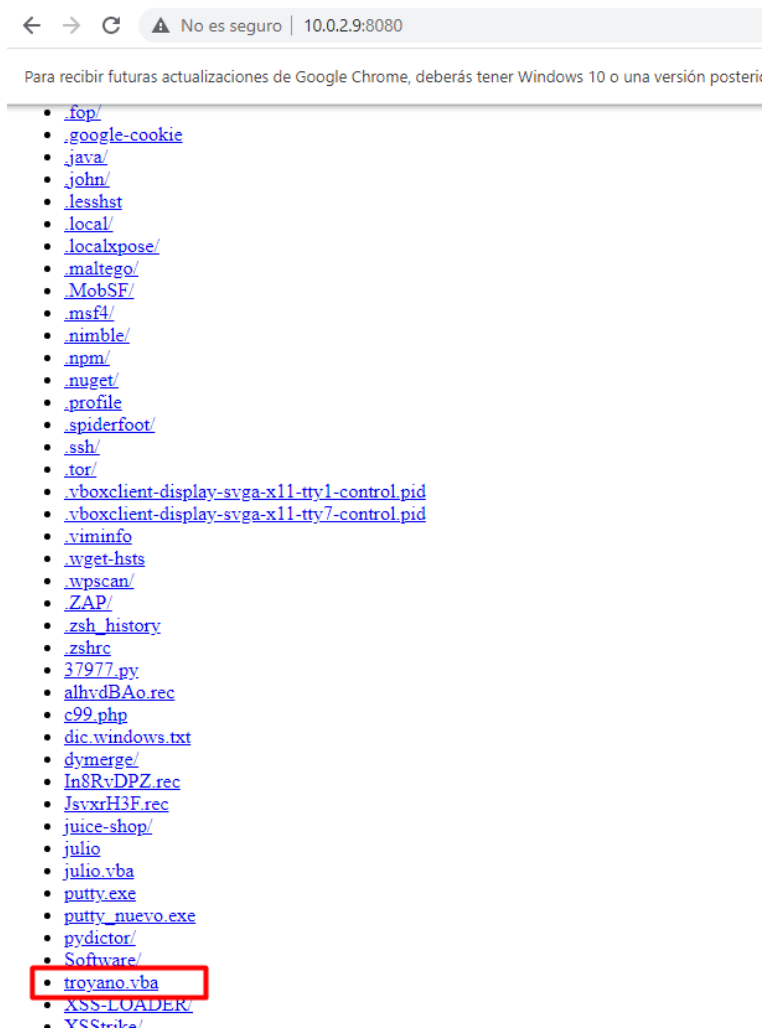 No es seguro | 10.0.2.9:8080
Para recibir futuras actualizaciones de Google Chrome, deberás tener Windows 10 o una versión
.fop/
.google-cookie
.java/
.john/
.lesshst
.local/
.localxpose/
.maltego/
.MobSF/
.msf4/
.nimble/
.npm/
.nuget/
.profile
.spiderfoot/
.ssh/
.tor/
.vboxclient-display-svga-x11-tty1-control.pid
.vboxclient-display-svga-x11-tty7-control.pid
.viminfo
.wget-hsts
.wpscan/
.ZAP/
.zsh_history
.zshrc
37977.py
alhvdBAo.rec
c99.php
dic.windows.txt
dymerge/
In8RvDPZ.rec
JsvxrH3F.rec
juice-shop/
julio
julio.vba
putty.exe
putty_nuevo.exe
pydictor/
Software/
troyano.vba
XSS-LOADER/
XSStrike/